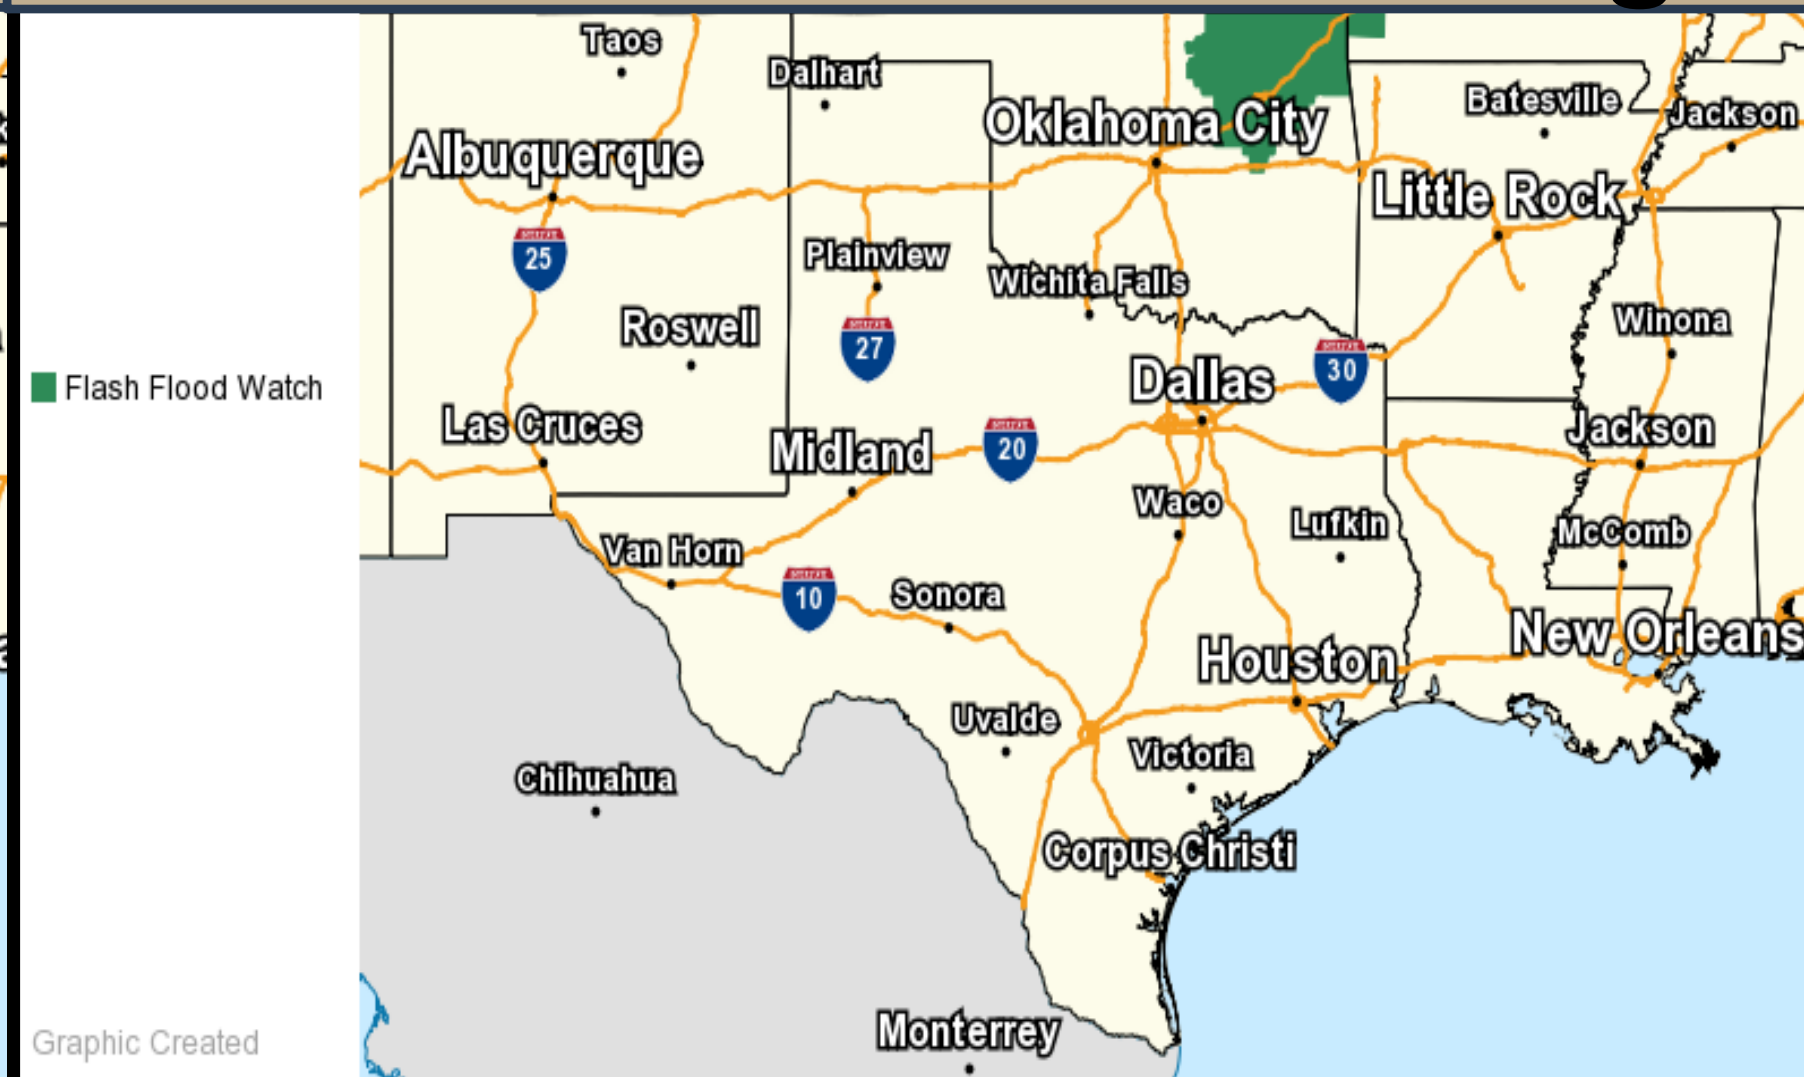 Taos
Dalhart
Oklahoma City
Batesville
Jackson
Albuquerque
Little Rock
25
Plainview
Wichita Falls
Roswell
27
Winona
30
Dallas
Flash Flood Watch
Las Cruces
Midland
20
Jackson
Waco
Lufkin
McComb
Van Horn
10
Sonora
New Orleans
Houston
Uvalde
Victoria
Chihuahua
Corpus Christi
Graphic Created
Monterrey